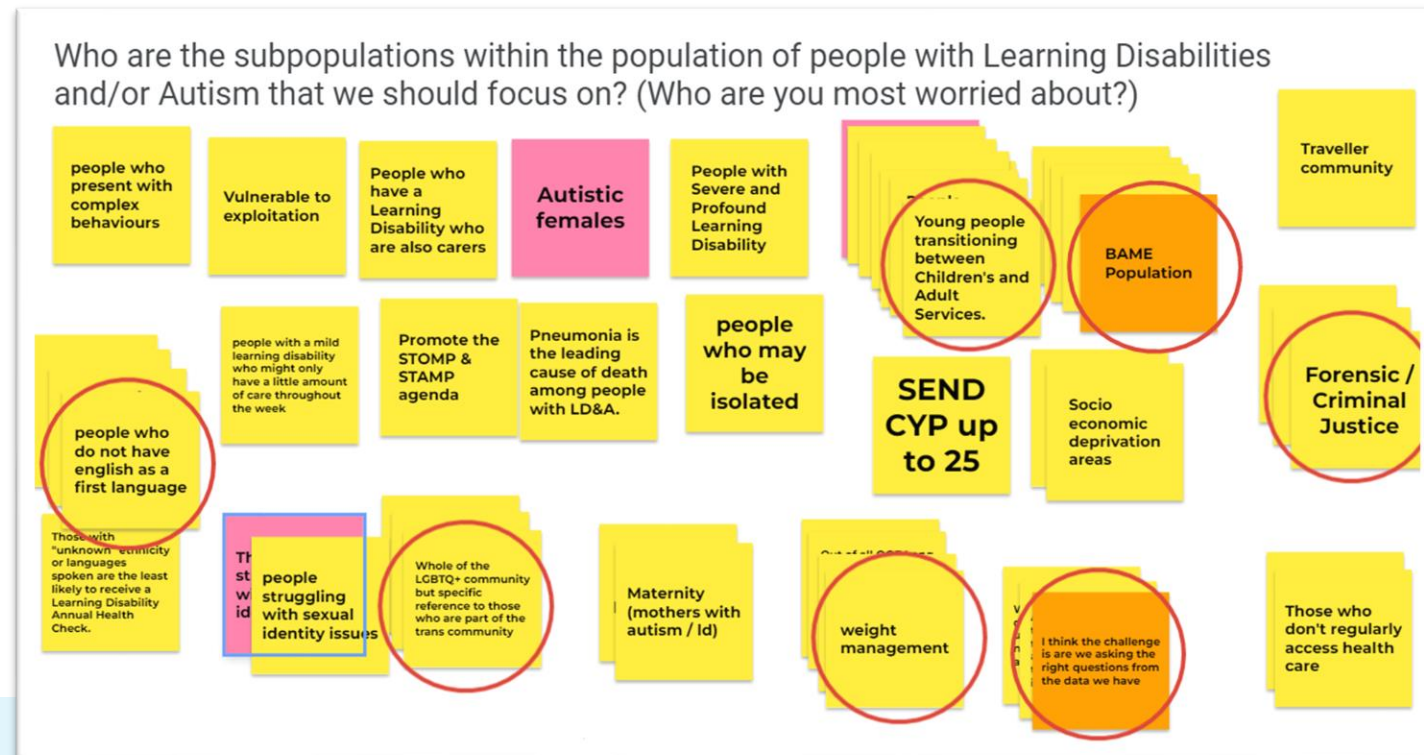 Who are the subpopulations within the population of people with Learning Disabilities
and/or Autism that we should focus on? (Who are you most worried about?)
people who
present with
complex
behaviours
Vulnerable to
exploitation
People who
have a
Learning
Disability who
are also carers
Autistic
females
People with
Severe and
Profound
Learning
Disability
Young people
transitioning
between
Children's and
Adult
Services.
BAME
Population
Traveller
community
people who
do not have
english as a
first language
people with a mild
learning disability
who might only
have a little amount
of care throughout
the week
Promote the
STOMP &
STAMP
agenda
Pneumonia is
the leading
cause of death
among people
with LD&A.
people
who may
be
isolated
SEND
CYP up
to 25
Socio
economic
deprivation
areas
Forensic /
Criminal
Justice
Those with
"unknown" ethnicity
or languages
spoken are the least
likely to receive a
Learning Disability
Annual Health
Check.
people
struggling
with sexual
identity issues
Whole of the
LGBTQ+ community
but specific
reference to those
who are part of the
trans community
Maternity
(mothers with
autism / ld)
weight
management
I think the challenge
is are we asking the
right questions from
the data we have
Those who
don't regularly
access health
care